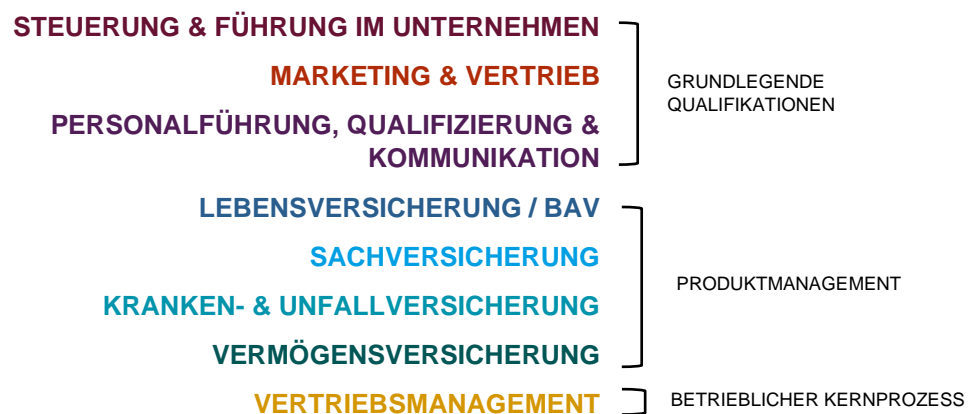 STEUERUNG & FÜHRUNG IM UNTERNEHMEN
MARKETING & VERTRIEB
PERSONALFÜHRUNG, QUALIFIZIERUNG &
KOMMUNIKATION
GRUNDLEGENDE
QUALIFIKATIONEN
LEBENSVERSICHERUNG / BAV
SACHVERSICHERUNG
KRANKEN- & UNFALLVERSICHERUNG
VERMÖGENSVERSICHERUNG
PRODUKTMANAGEMENT
VERTRIEBSMANAGEMENT
BETRIEBLICHER KERNPROZESS